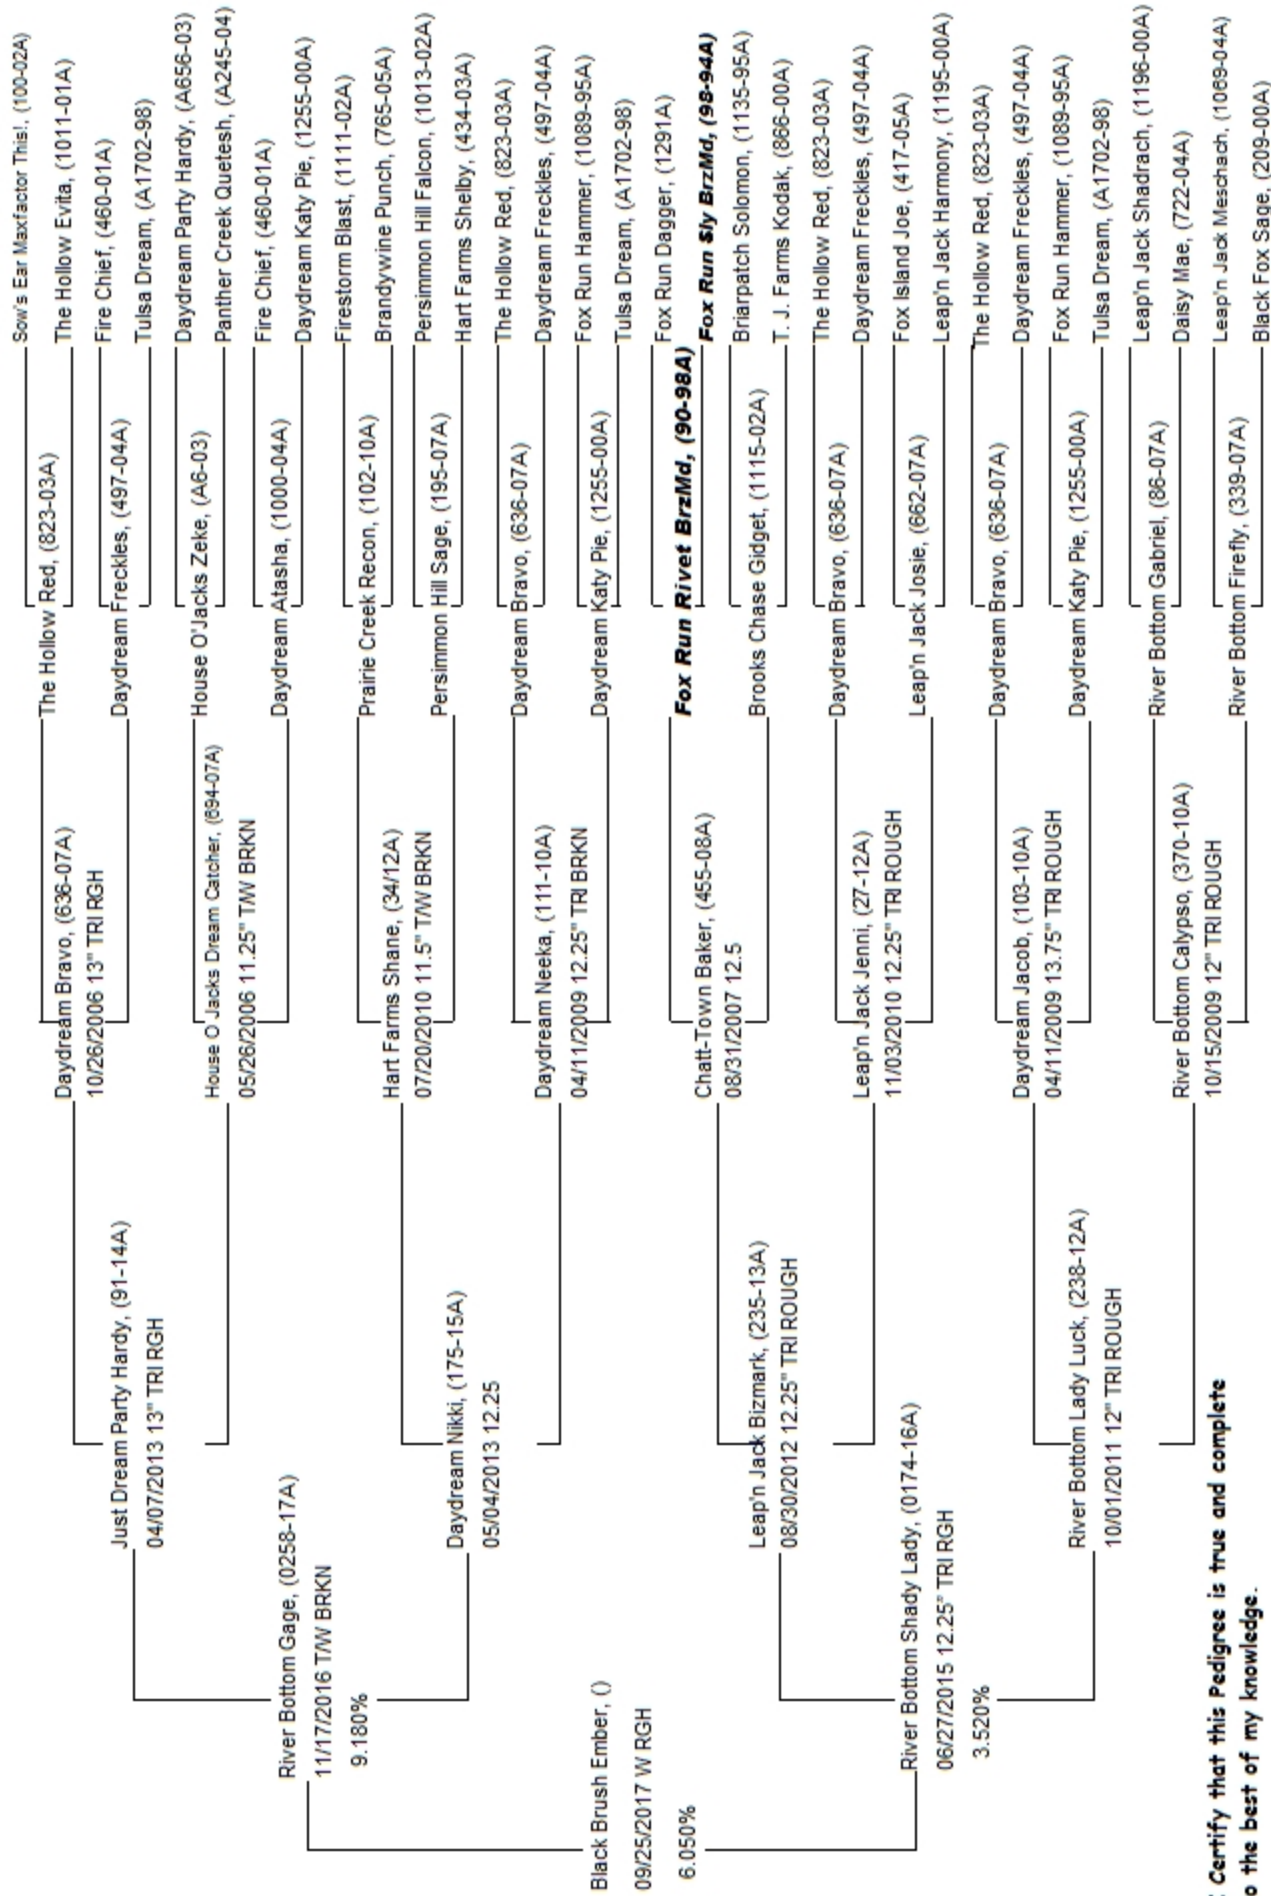 Black Brush Ember, ()
09/25/2017 W RGH
6.050%
River Bottom Gage, (0258-17A)
11/17/2016 T/W BRKN
9.180%
River Bottom Shady Lady, (0174-16A)
06/27/2015 12.25" TRI RGH
3.520%
Just Dream Party Hardy, (91-14A)
04/07/2013 13" TRI RGH
Daydream Nikki, (175-15A)
05/04/2013 12.25
Leap'n Jack Bizmark, (235-13A)
08/30/2012 12.25" TRI ROUGH
River Bottom Lady Luck, (238-12A)
10/01/2011 12" TRI ROUGH
Daydream Bravo, (636-07A)
10/26/2006 13" TRI RGH
House O Jacks Dream Catcher, (694-07A)
05/26/2006 11.25" T/W BRKN
Hart Farms Shane, (34/12A)
07/20/2010 11.5" T/W BRKN
Daydream Neeka, (111-10A)
04/11/2009 12.25" TRI BRKN
Chatt-Town Baker, (455-08A)
08/31/2007 12.5
Leap'n Jack Jenni, (27-12A)
11/03/2010 12.25" TRI ROUGH
Daydream Jacob, (103-10A)
04/11/2009 13.75" TRI ROUGH
River Bottom Calypso, (370-10A)
10/15/2009 12" TRI ROUGH
The Hollow Red, (823-03A)
Daydream Freckles, (497-04A)
House O'Jacks Zeke, (A6-03)
Daydream Atasha, (1000-04A)
Prairie Creek Recon, (102-10A)
Persimmon Hill Sage, (195-07A)
Daydream Bravo, (636-07A)
Daydream Katy Pie, (1255-00A)
Fox Run Rivet BrzMd, (90-98A)
Brooks Chase Gidget, (1115-02A)
Daydream Bravo, (636-07A)
Leap'n Jack Josie, (662-07A)
Daydream Bravo, (636-07A)
Daydream Katy Pie, (1255-00A)
River Bottom Gabriel, (86-07A)
River Bottom Firefly, (339-07A)
Sow's Ear Maxfactor This!, (100-02A)
The Hollow Evita, (1011-01A)
Fire Chief, (460-01A)
Tulsa Dream, (A1702-98)
Daydream Party Hardy, (A656-03)
Panther Creek Quetesh, (A245-04)
Fire Chief, (460-01A)
Daydream Katy Pie, (1255-00A)
Firestorm Blast, (1111-02A)
Brandywine Punch, (765-05A)
Persimmon Hill Falcon, (1013-02A)
Hart Farms Shelby, (434-03A)
The Hollow Red, (823-03A)
Daydream Freckles, (497-04A)
Fox Run Hammer, (1089-95A)
Tulsa Dream, (A1702-98)
Fox Run Dagger, (1291A)
Fox Run Sly BrzMd, (98-94A)
Briarpatch Solomon, (1135-95A)
T. J. Farms Kodak, (866-00A)
The Hollow Red, (823-03A)
Daydream Freckles, (497-04A)
Fox Island Joe, (417-05A)
Leap'n Jack Harmony, (1195-00A)
The Hollow Red, (823-03A)
Daydream Freckles, (497-04A)
Fox Run Hammer, (1089-95A)
Tulsa Dream, (A1702-98)
Leap'n Jack Shadrach, (1196-00A)
Daisy Mae, (722-04A)
Leap'n Jack Meschach, (1069-04A)
Black Fox Sage, (209-00A)
Certify that this Pedigree is true and complete
o the best of my knowledge.